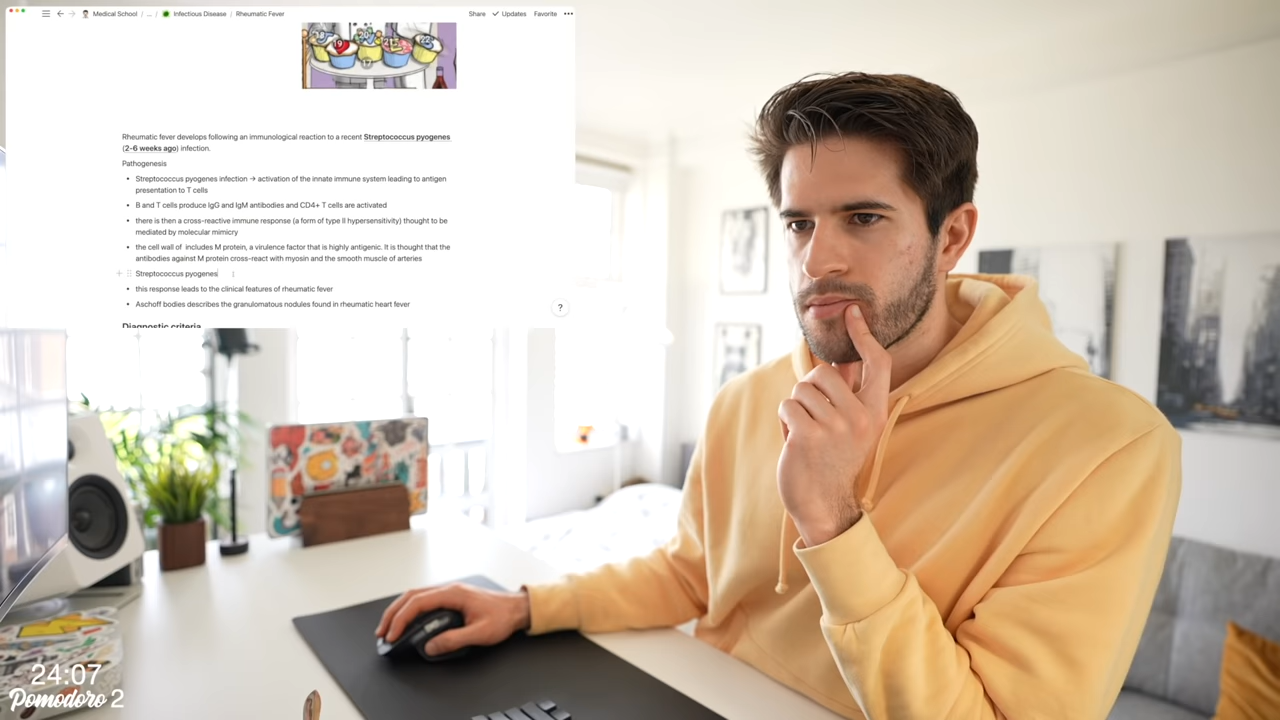 Medical School / ... / Infectious Disease / Rheumatic Fever
Share Updates Favorite
19
20
17
Rheumatic fever develops following an immunological reaction to a recent Streptococcus pyogenes
(2-6 weeks ago) infection.
Pathogenesis
• Streptococcus pyogenes infection → activation of the innate immune system leading to antigen
presentation to T cells
• B and T cells produce IgG and IgM antibodies and CD4+ T cells are activated
• there is then a cross-reactive immune response (a form of type II hypersensitivity) thought to be
mediated by molecular mimicry
• the cell wall of includes M protein, a virulence factor that is highly antigenic. It is thought that the
antibodies against M protein cross-react with myosin and the smooth muscle of arteries
Streptococcus pyogenes
• this response leads to the clinical features of rheumatic fever
• Aschoff bodies describes the granulomatous nodules found in rheumatic heart fever
?
Diagnostic criteria
24:07
Pomodoro 2